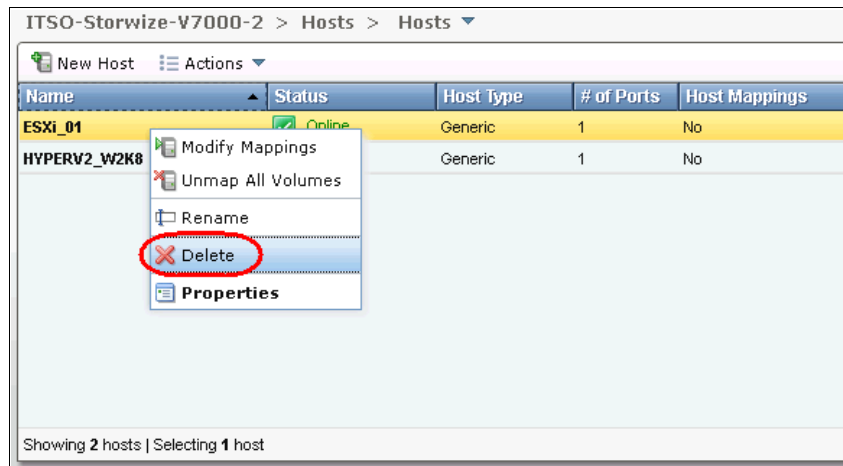 ITSO-Storwize-V7000-2 > Hosts > Hosts
New Host Actions
Name Status Host Type # of Ports Host Mappings
ESXi_01 Online Generic 1 No
HYPERV2_W2K8 Generic 1 No
Modify Mappings
Unmap All Volumes
Rename
Delete
Properties
Showing 2 hosts | Selecting 1 host